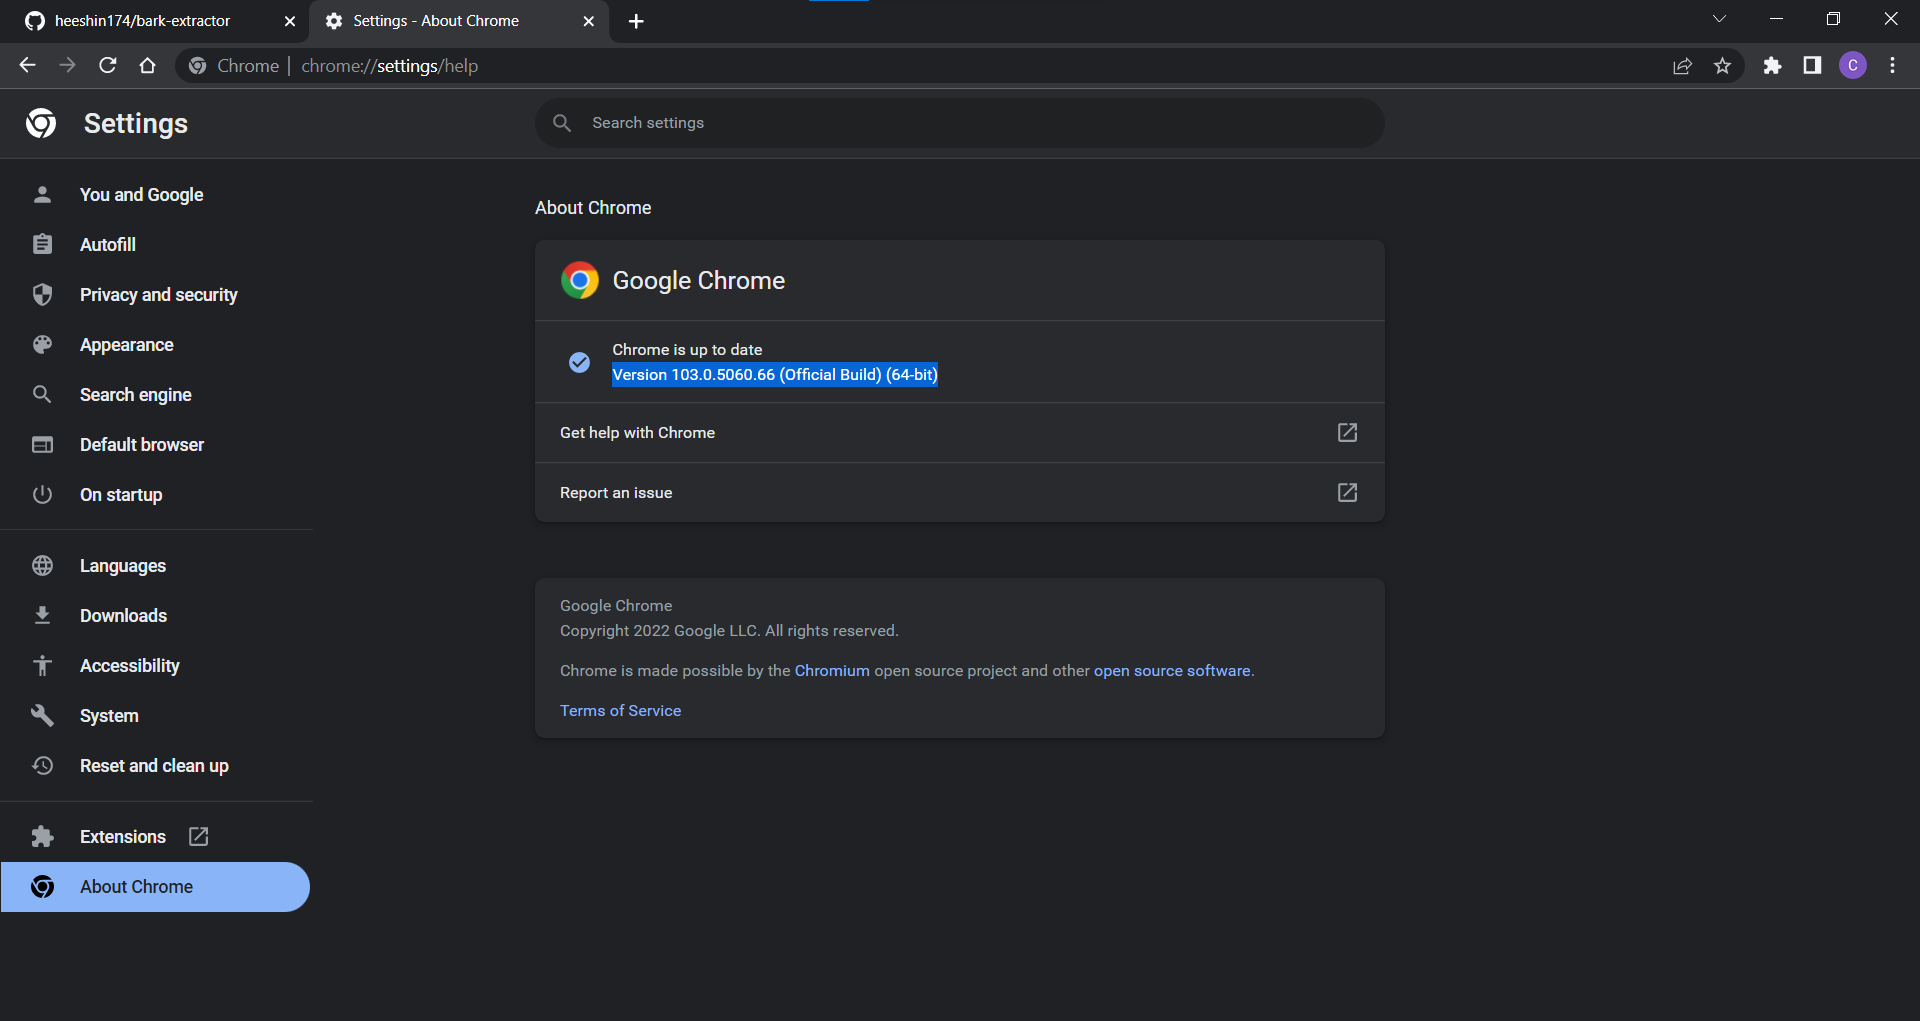 heeshin174/bark-extractor
Settings - About Chrome
Chrome | chrome://settings/help
C
Settings
Search settings
You and Google
Autofill
Privacy and security
Appearance
Search engine
Default browser
On startup
Languages
Downloads
Accessibility
System
Reset and clean up
Extensions
About Chrome
About Chrome
Google Chrome
Chrome is up to date
Version 103.0.5060.66 (Official Build) (64-bit)
Get help with Chrome
Report an issue
Google Chrome
Copyright 2022 Google LLC. All rights reserved.
Chrome is made possible by the Chromium open source project and other open source software.
Terms of Service